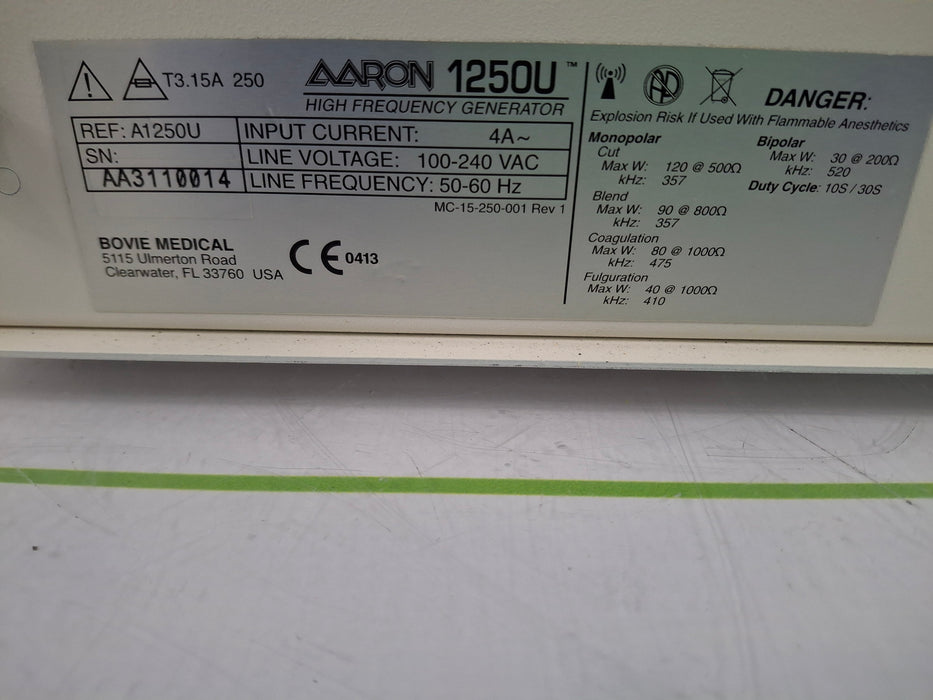 T3.15A 250
AARON 1250U™
HIGH FREQUENCY GENERATOR
REF: A1250U
INPUT CURRENT: 4A~
SN:
AA3110014
LINE VOLTAGE: 100-240 VAC
LINE FREQUENCY: 50-60 Hz
MC-15-250-001 Rev 1
BOVIE MEDICAL
5115 Ulmerton Road
Clearwater, FL 33760 USA
CE 0413
DANGER:
Explosion Risk If Used With Flammable Anesthetics
Monopolar
Cut
Max W: 120 @ 500Ω
kHz: 357
Blend
Max W: 90 @ 800Ω
kHz: 357
Coagulation
Max W: 80 @ 1000Ω
kHz: 475
Fulguration
Max W: 40 @ 1000Ω
kHz: 410
Bipolar
Max W: 30 @ 200Ω
kHz: 520
Duty Cycle: 10S / 30S